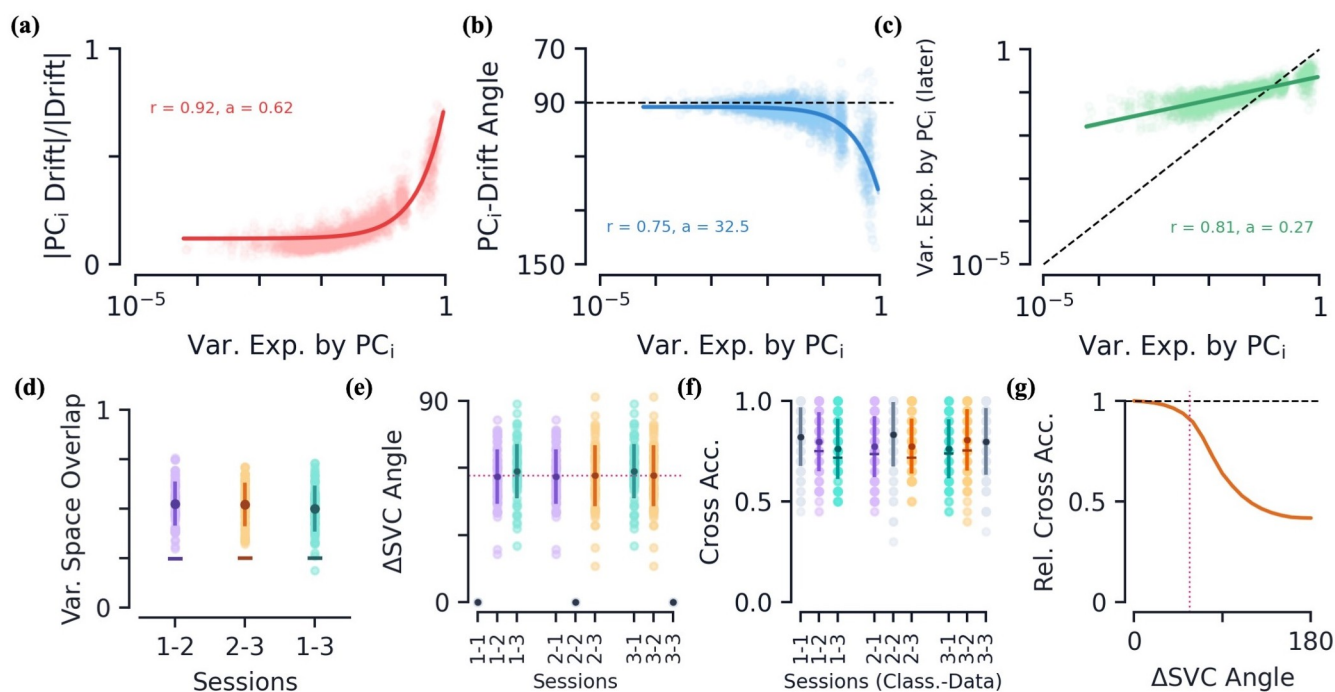 (a)
|PCi Drift|/|Drift|
1
0
r = 0.92, a = 0.62
10⁻⁵
1
Var. Exp. by PCi
(b)
PCi-Drift Angle
70
90
150
r = 0.75, a = 32.5
10⁻⁵
1
Var. Exp. by PCi
(c)
Var. Exp. by PCi (later)
1
10⁻⁵
r = 0.81, a = 0.27
10⁻⁵
1
Var. Exp. by PCi
(d)
Var. Space Overlap
1
0
1-2
2-3
1-3
Sessions
(e)
ΔSVC Angle
90
0
1-1
1-2
1-3
2-1
2-2
2-3
3-1
3-2
3-3
Sessions
(f)
Cross Acc.
1.0
0.5
0.0
1-1
1-2
1-3
2-1
2-2
2-3
3-1
3-2
3-3
Sessions (Class.-Data)
(g)
Rel. Cross Acc.
1
0.5
0
0
180
ΔSVC Angle